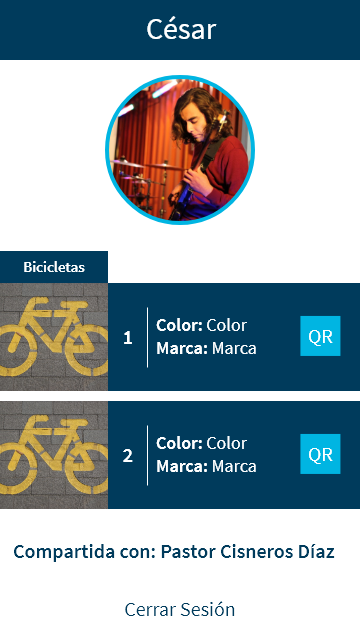 César
Bicicletas
1
Color: Color
Marca: Marca
QR
2
Color: Color
Marca: Marca
QR
Compartida con: Pastor Cisneros Díaz
Cerrar Sesión